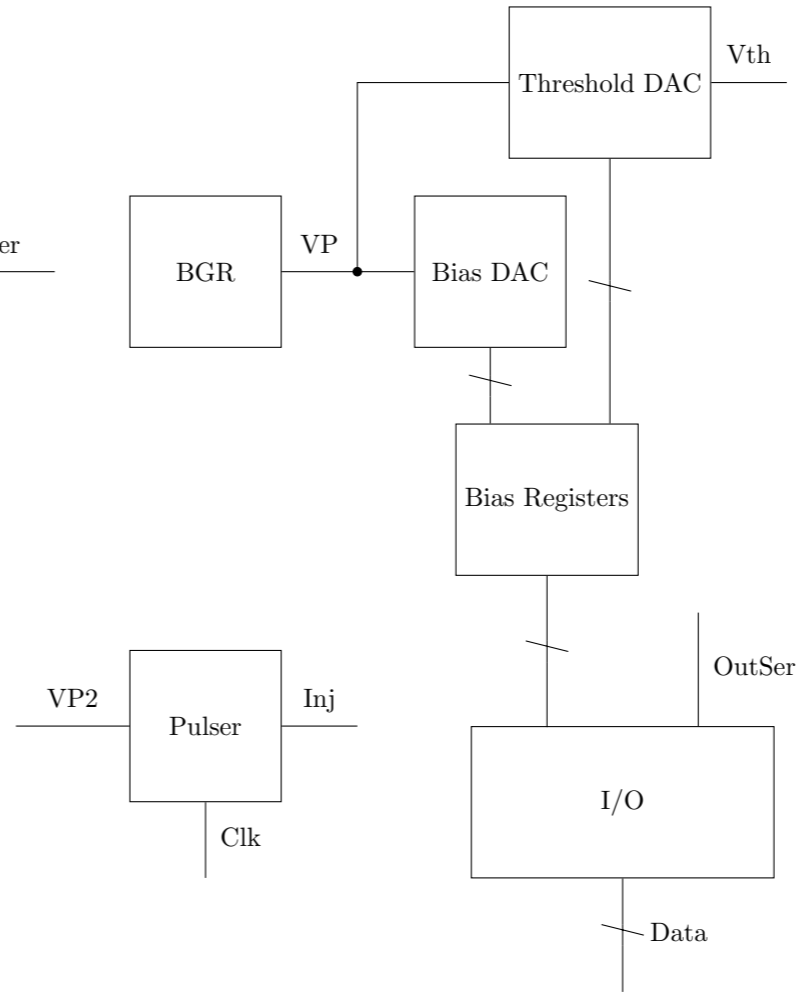 Vth
Threshold DAC
VP
BGR
Bias DAC
Bias Registers
OutSer
VP2
Inj
Pulser
I/O
Clk
Data